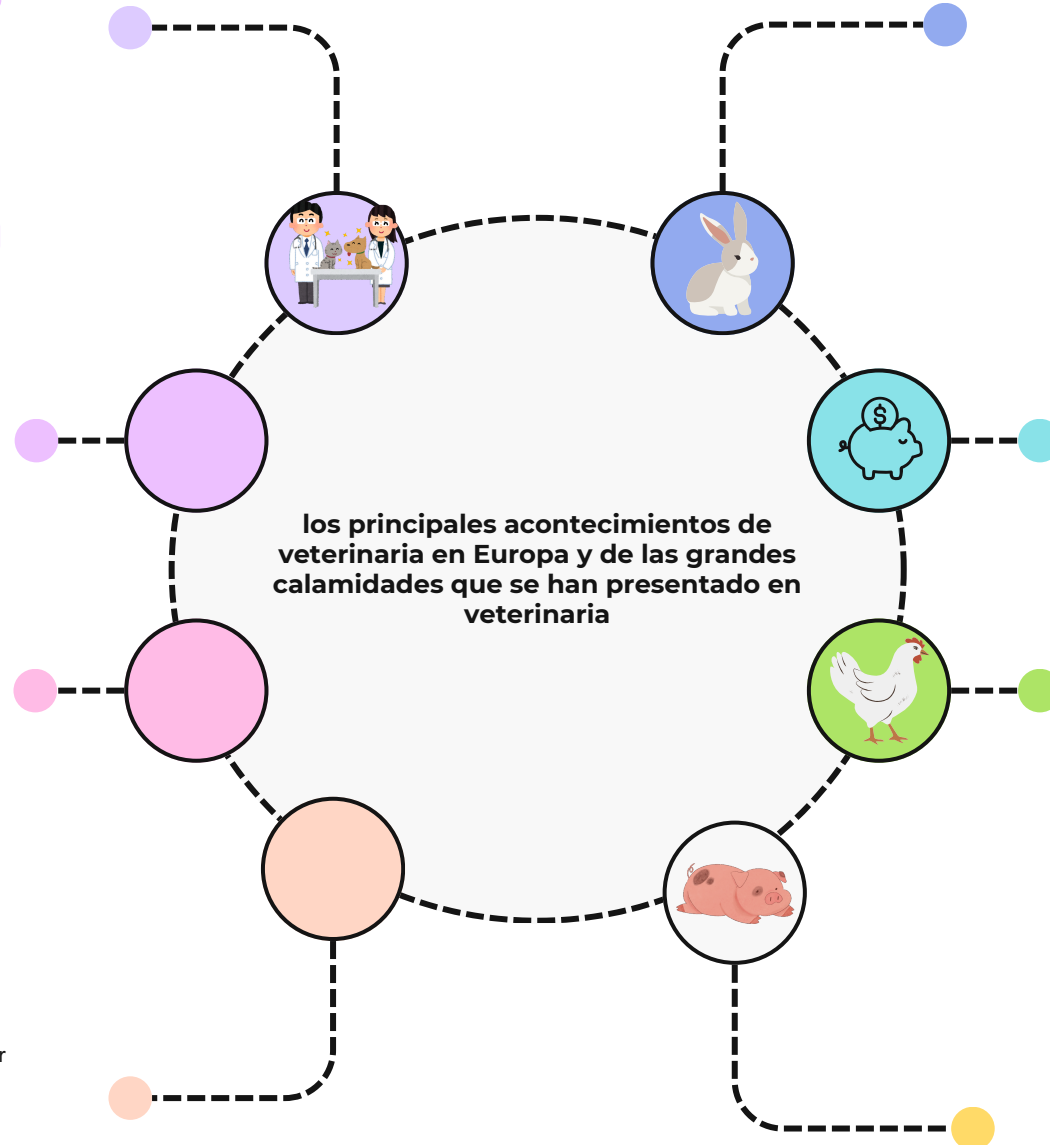 los principales acontecimientos de
veterinaria en Europa y de las grandes
calamidades que se han presentado en
veterinaria
$
r